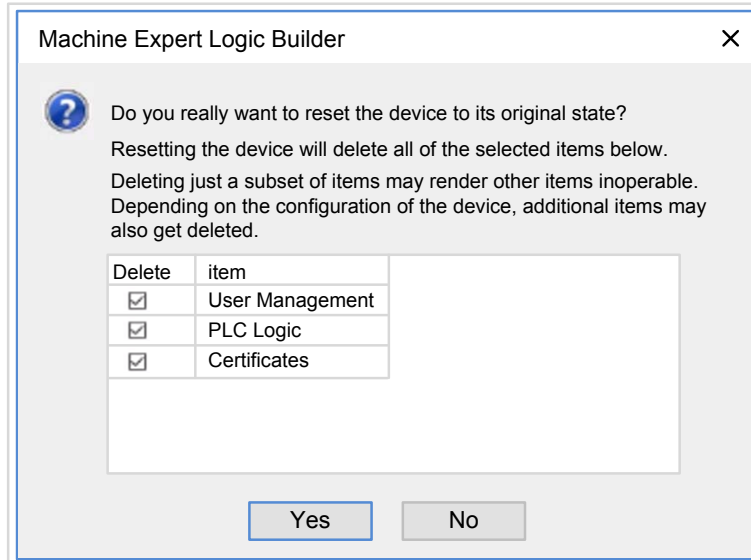 Machine Expert Logic Builder
Do you really want to reset the device to its original state?
Resetting the device will delete all of the selected items below.
Deleting just a subset of items may render other items inoperable.
Depending on the configuration of the device, additional items may
also get deleted.
Delete item
User Management
PLC Logic
Certificates
Yes No